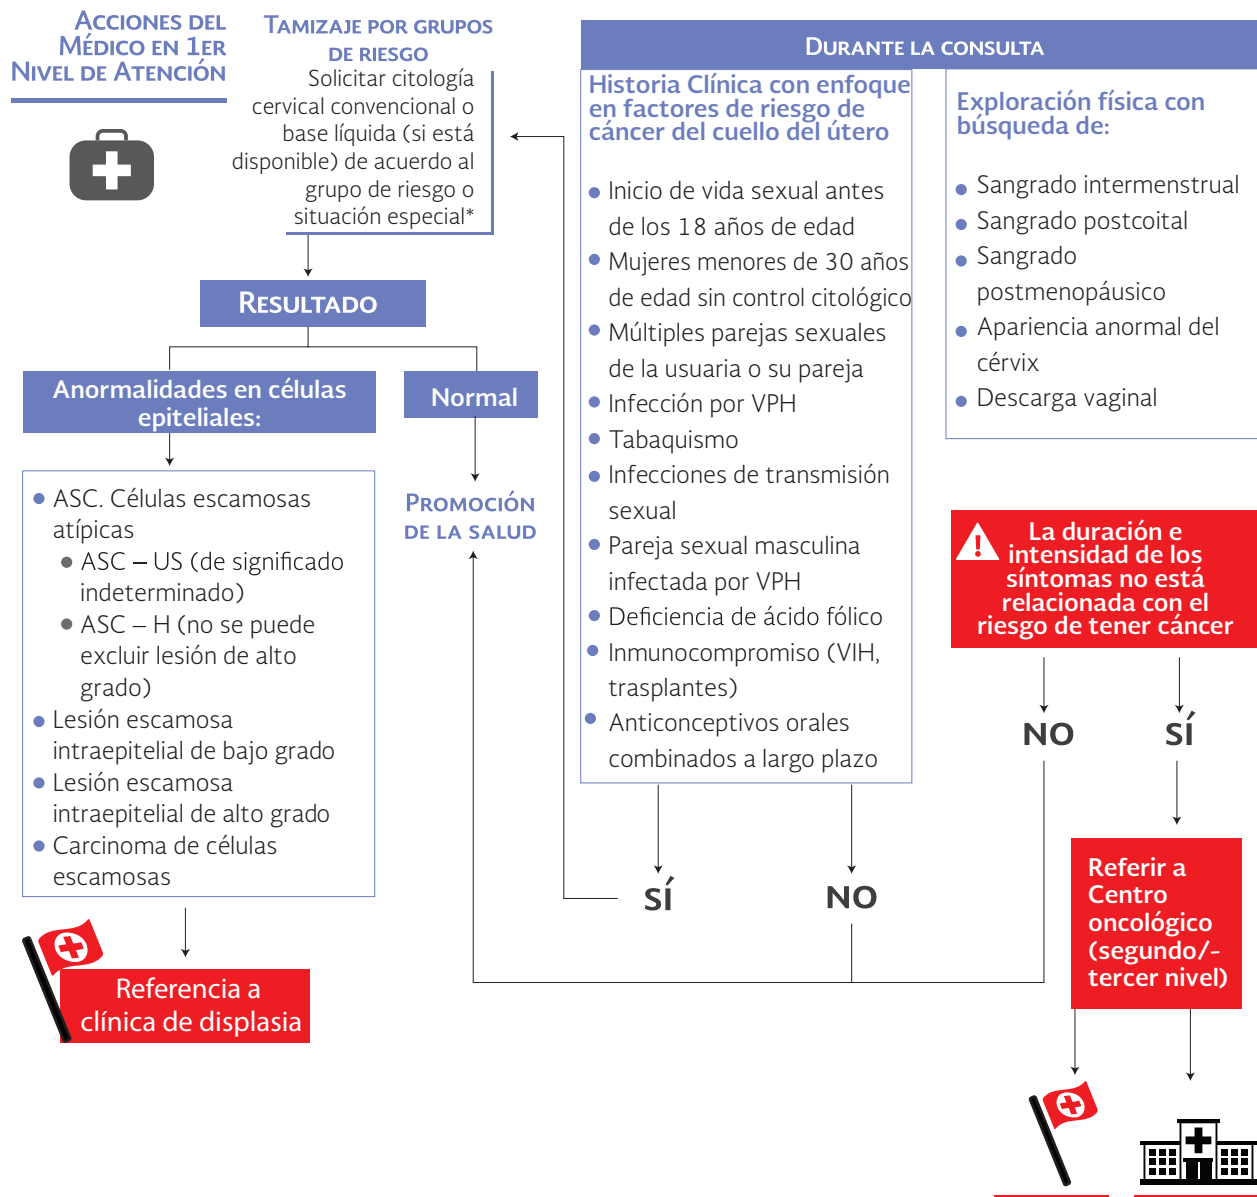 ACCIONES DEL
MÉDICO EN 1ER
NIVEL DE ATENCIÓN
TAMIZAJE POR GRUPOS
DE RIESGO
Solicitar citología
cervical convencional o
base líquida (si está
disponible) de acuerdo al
grupo de riesgo o
situación especial*
RESULTADO
Anormalidades en células
epiteliales:
Normal
• ASC. Células escamosas
atípicas
• ASC – US (de significado
indeterminado)
• ASC – H (no se puede
excluir lesión de alto
grado)
• Lesión escamosa
intraepitelial de bajo grado
• Lesión escamosa
intraepitelial de alto grado
• Carcinoma de células
escamosas
PROMOCIÓN
DE LA SALUD
Referencia a
clínica de displasia
DURANTE LA CONSULTA
Historia Clínica con enfoque
en factores de riesgo de
cáncer del cuello del útero
• Inicio de vida sexual antes
de los 18 años de edad
• Mujeres menores de 30 años
de edad sin control citológico
• Múltiples parejas sexuales
de la usuaria o su pareja
• Infección por VPH
• Tabaquismo
• Infecciones de transmisión
sexual
• Pareja sexual masculina
infectada por VPH
• Deficiencia de ácido fólico
• Inmunocompromiso (VIH,
trasplantes)
• Anticonceptivos orales
combinados a largo plazo
SÍ
NO
Exploración física con
búsqueda de:
• Sangrado intermenstrual
• Sangrado postcoital
• Sangrado
postmenopáusico
• Apariencia anormal del
cérvix
• Descarga vaginal
! La duración e
intensidad de los
síntomas no está
relacionada con el
riesgo de tener cáncer
NO
SÍ
Referir a
Centro
oncológico
(segundo/-
tercer nivel)